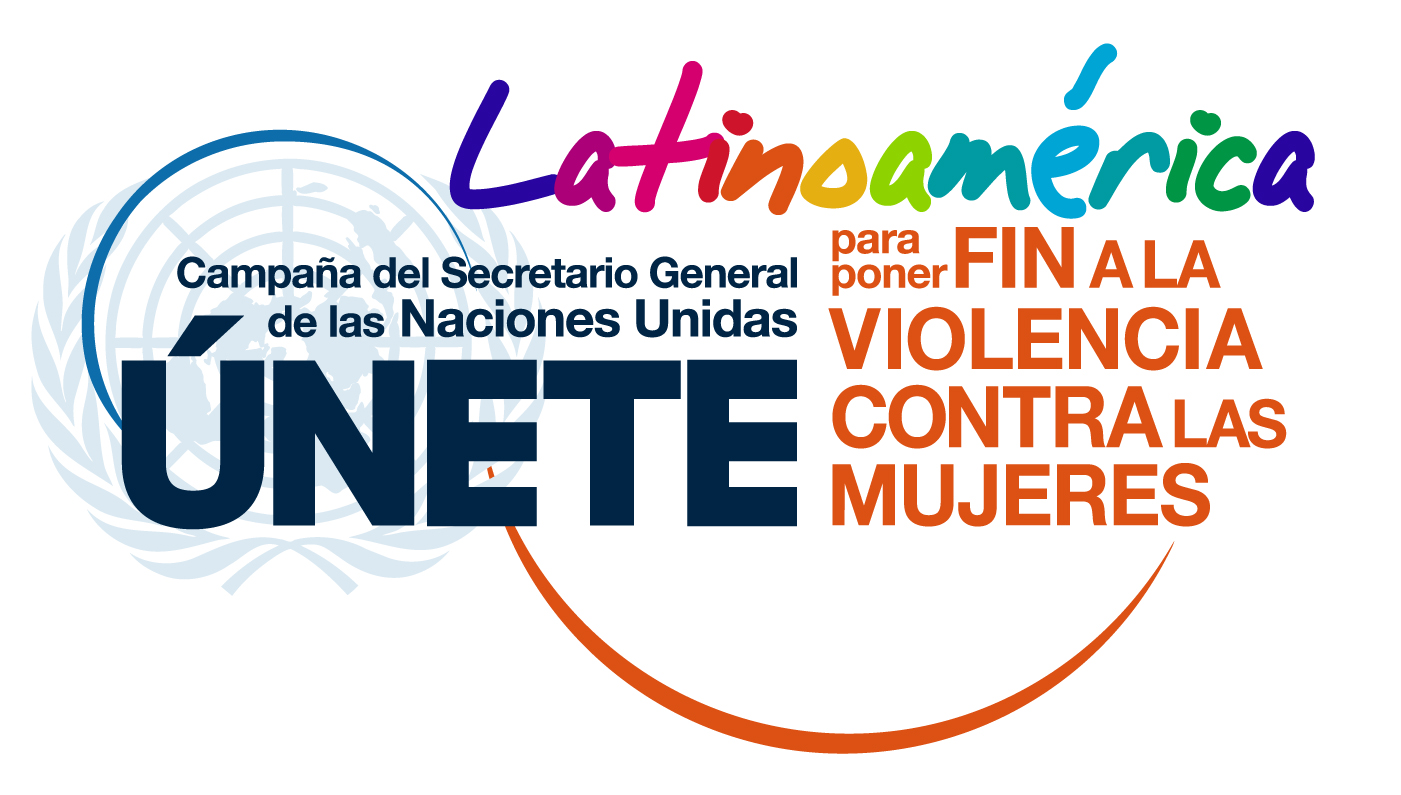 Latinoamérica
Campaña del Secretario General
de las Naciones Unidas
ÚNETE
para
poner FIN A LA
VIOLENCIA
CONTRA LAS
MUJERES